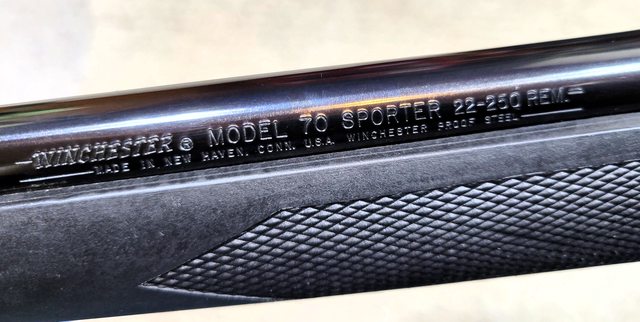 -WINCHESTER® MODEL 70 SPORTER 22-250 REM.-
MADE IN NEW HAVEN, CONN. U.S.A. WINCHESTER PROOF STEEL